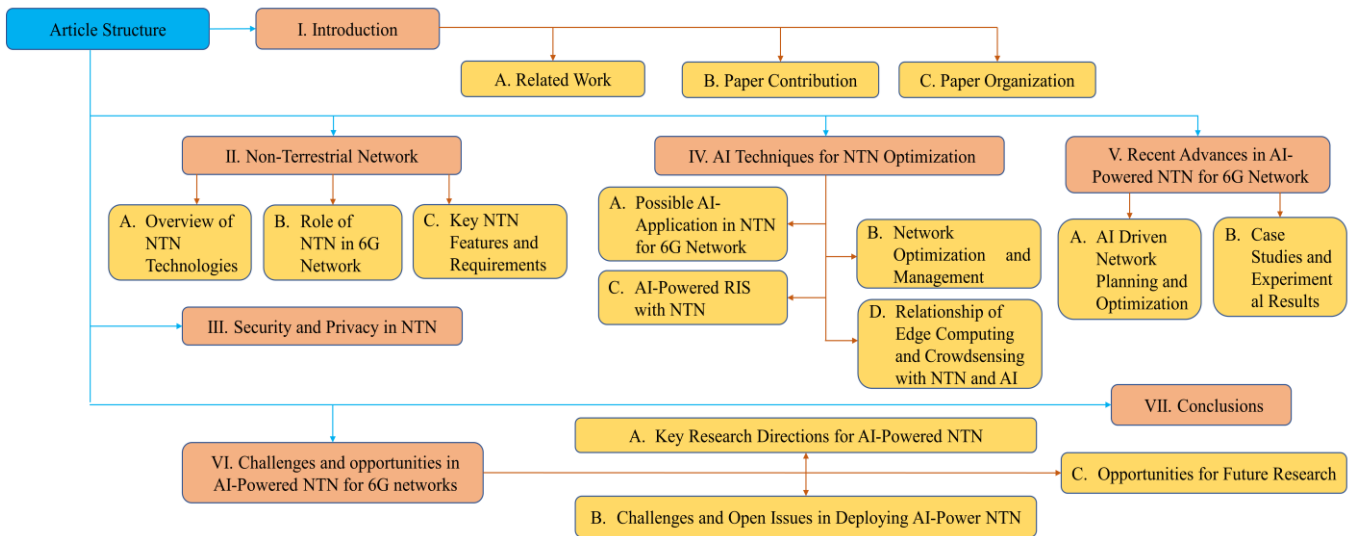 Article Structure
I. Introduction
A. Related Work
B. Paper Contribution
C. Paper Organization
II. Non-Terrestrial Network
A. Overview of
NTN
Technologies
B. Role of
NTN in 6G
Network
C. Key NTN
Features and
Requirements
III. Security and Privacy in NTN
IV. AI Techniques for NTN Optimization
A. Possible AI-
Application in NTN
for 6G Network
B. Network
Optimization and
Management
C. AI-Powered RIS
with NTN
D. Relationship of
Edge Computing
and Crowdsensing
with NTN and AI
V. Recent Advances in AI-
Powered NTN for 6G Network
A. AI Driven
Network
Planning and
Optimization
B. Case
Studies and
Experiment
al Results
VII. Conclusions
VI. Challenges and opportunities in
AI-Powered NTN for 6G networks
A. Key Research Directions for AI-Powered NTN
C. Opportunities for Future Research
B. Challenges and Open Issues in Deploying AI-Power NTN